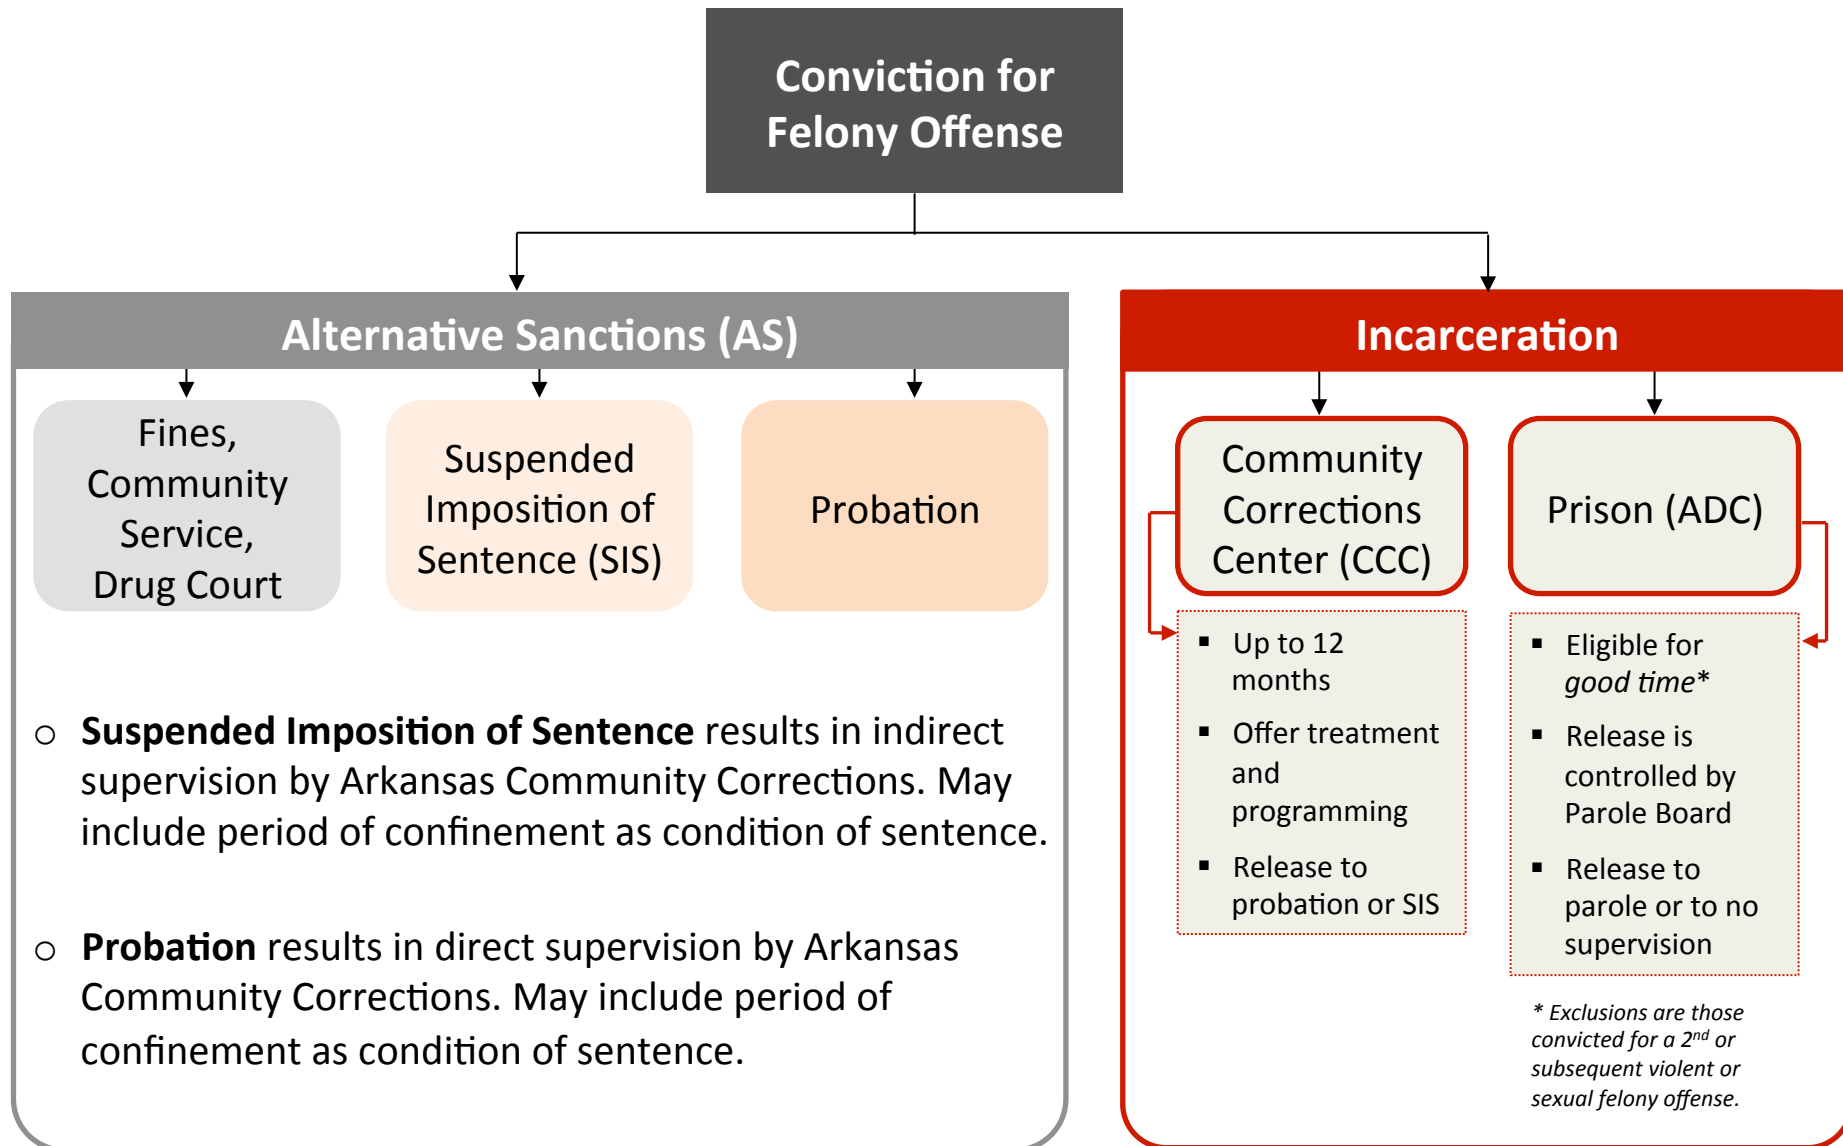 Conviction for
Felony Offense
Alternative Sanctions (AS)
Fines,
Community
Service,
Drug Court
Suspended
Imposition of
Sentence (SIS)
Probation
○ Suspended Imposition of Sentence results in indirect
supervision by Arkansas Community Corrections. May
include period of confinement as condition of sentence.
○ Probation results in direct supervision by Arkansas
Community Corrections. May include period of
confinement as condition of sentence.
Incarceration
Community
Corrections
Center (CCC)
▪ Up to 12
months
▪ Offer treatment
and
programming
▪ Release to
probation or SIS
Prison (ADC)
▪ Eligible for
good time*
▪ Release is
controlled by
Parole Board
▪ Release to
parole or to no
supervision
* Exclusions are those
convicted for a 2nd or
subsequent violent or
sexual felony offense.